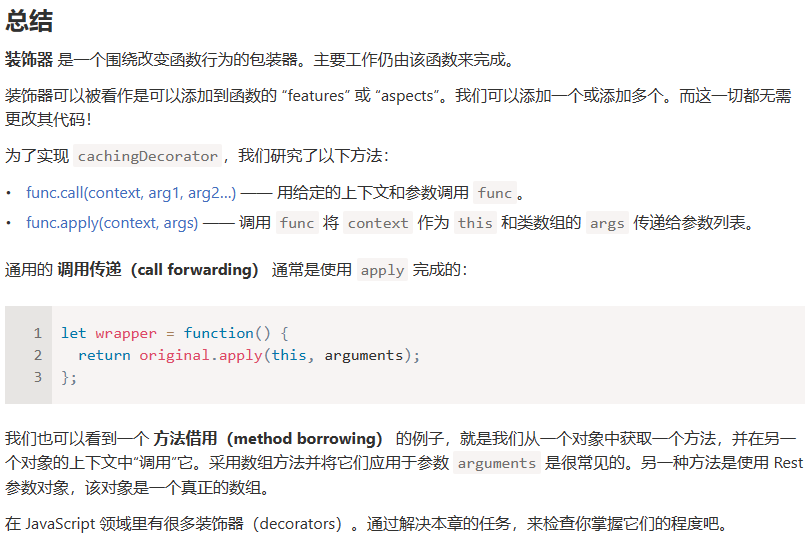 总结
装饰器 是一个围绕改变函数行为的包装器。主要工作仍由该函数来完成。
装饰器可以被看作是可以添加到函数的 “features” 或 “aspects”。我们可以添加一个或添加多个。而这一切都无需
更改其代码！
为了实现 cachingDecorator，我们研究了以下方法：
• func.call(context, arg1, arg2…) —— 用给定的上下文和参数调用 func。
• func.apply(context, args) —— 调用 func 将 context 作为 this 和类数组的 args 传递给参数列表。
通用的 调用传递（call forwarding） 通常是使用 apply 完成的：
1 let wrapper = function() {
2   return original.apply(this, arguments);
3 };
我们也可以看到一个 方法借用（method borrowing） 的例子，就是我们从一个对象中获取一个方法，并在另一
个对象的上下文中“调用”它。采用数组方法并将它们应用于参数 arguments 是很常见的。另一种方法是使用 Rest
参数对象，该对象是一个真正的数组。
在 JavaScript 领域里有很多装饰器（decorators）。通过解决本章的任务，来检查你掌握它们的程度吧。